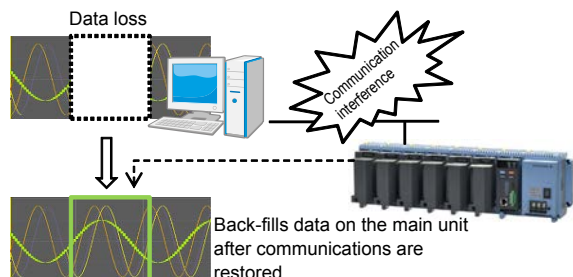 Data loss
Communication
interference
Back-fills data on the main unit
after communications are
restored